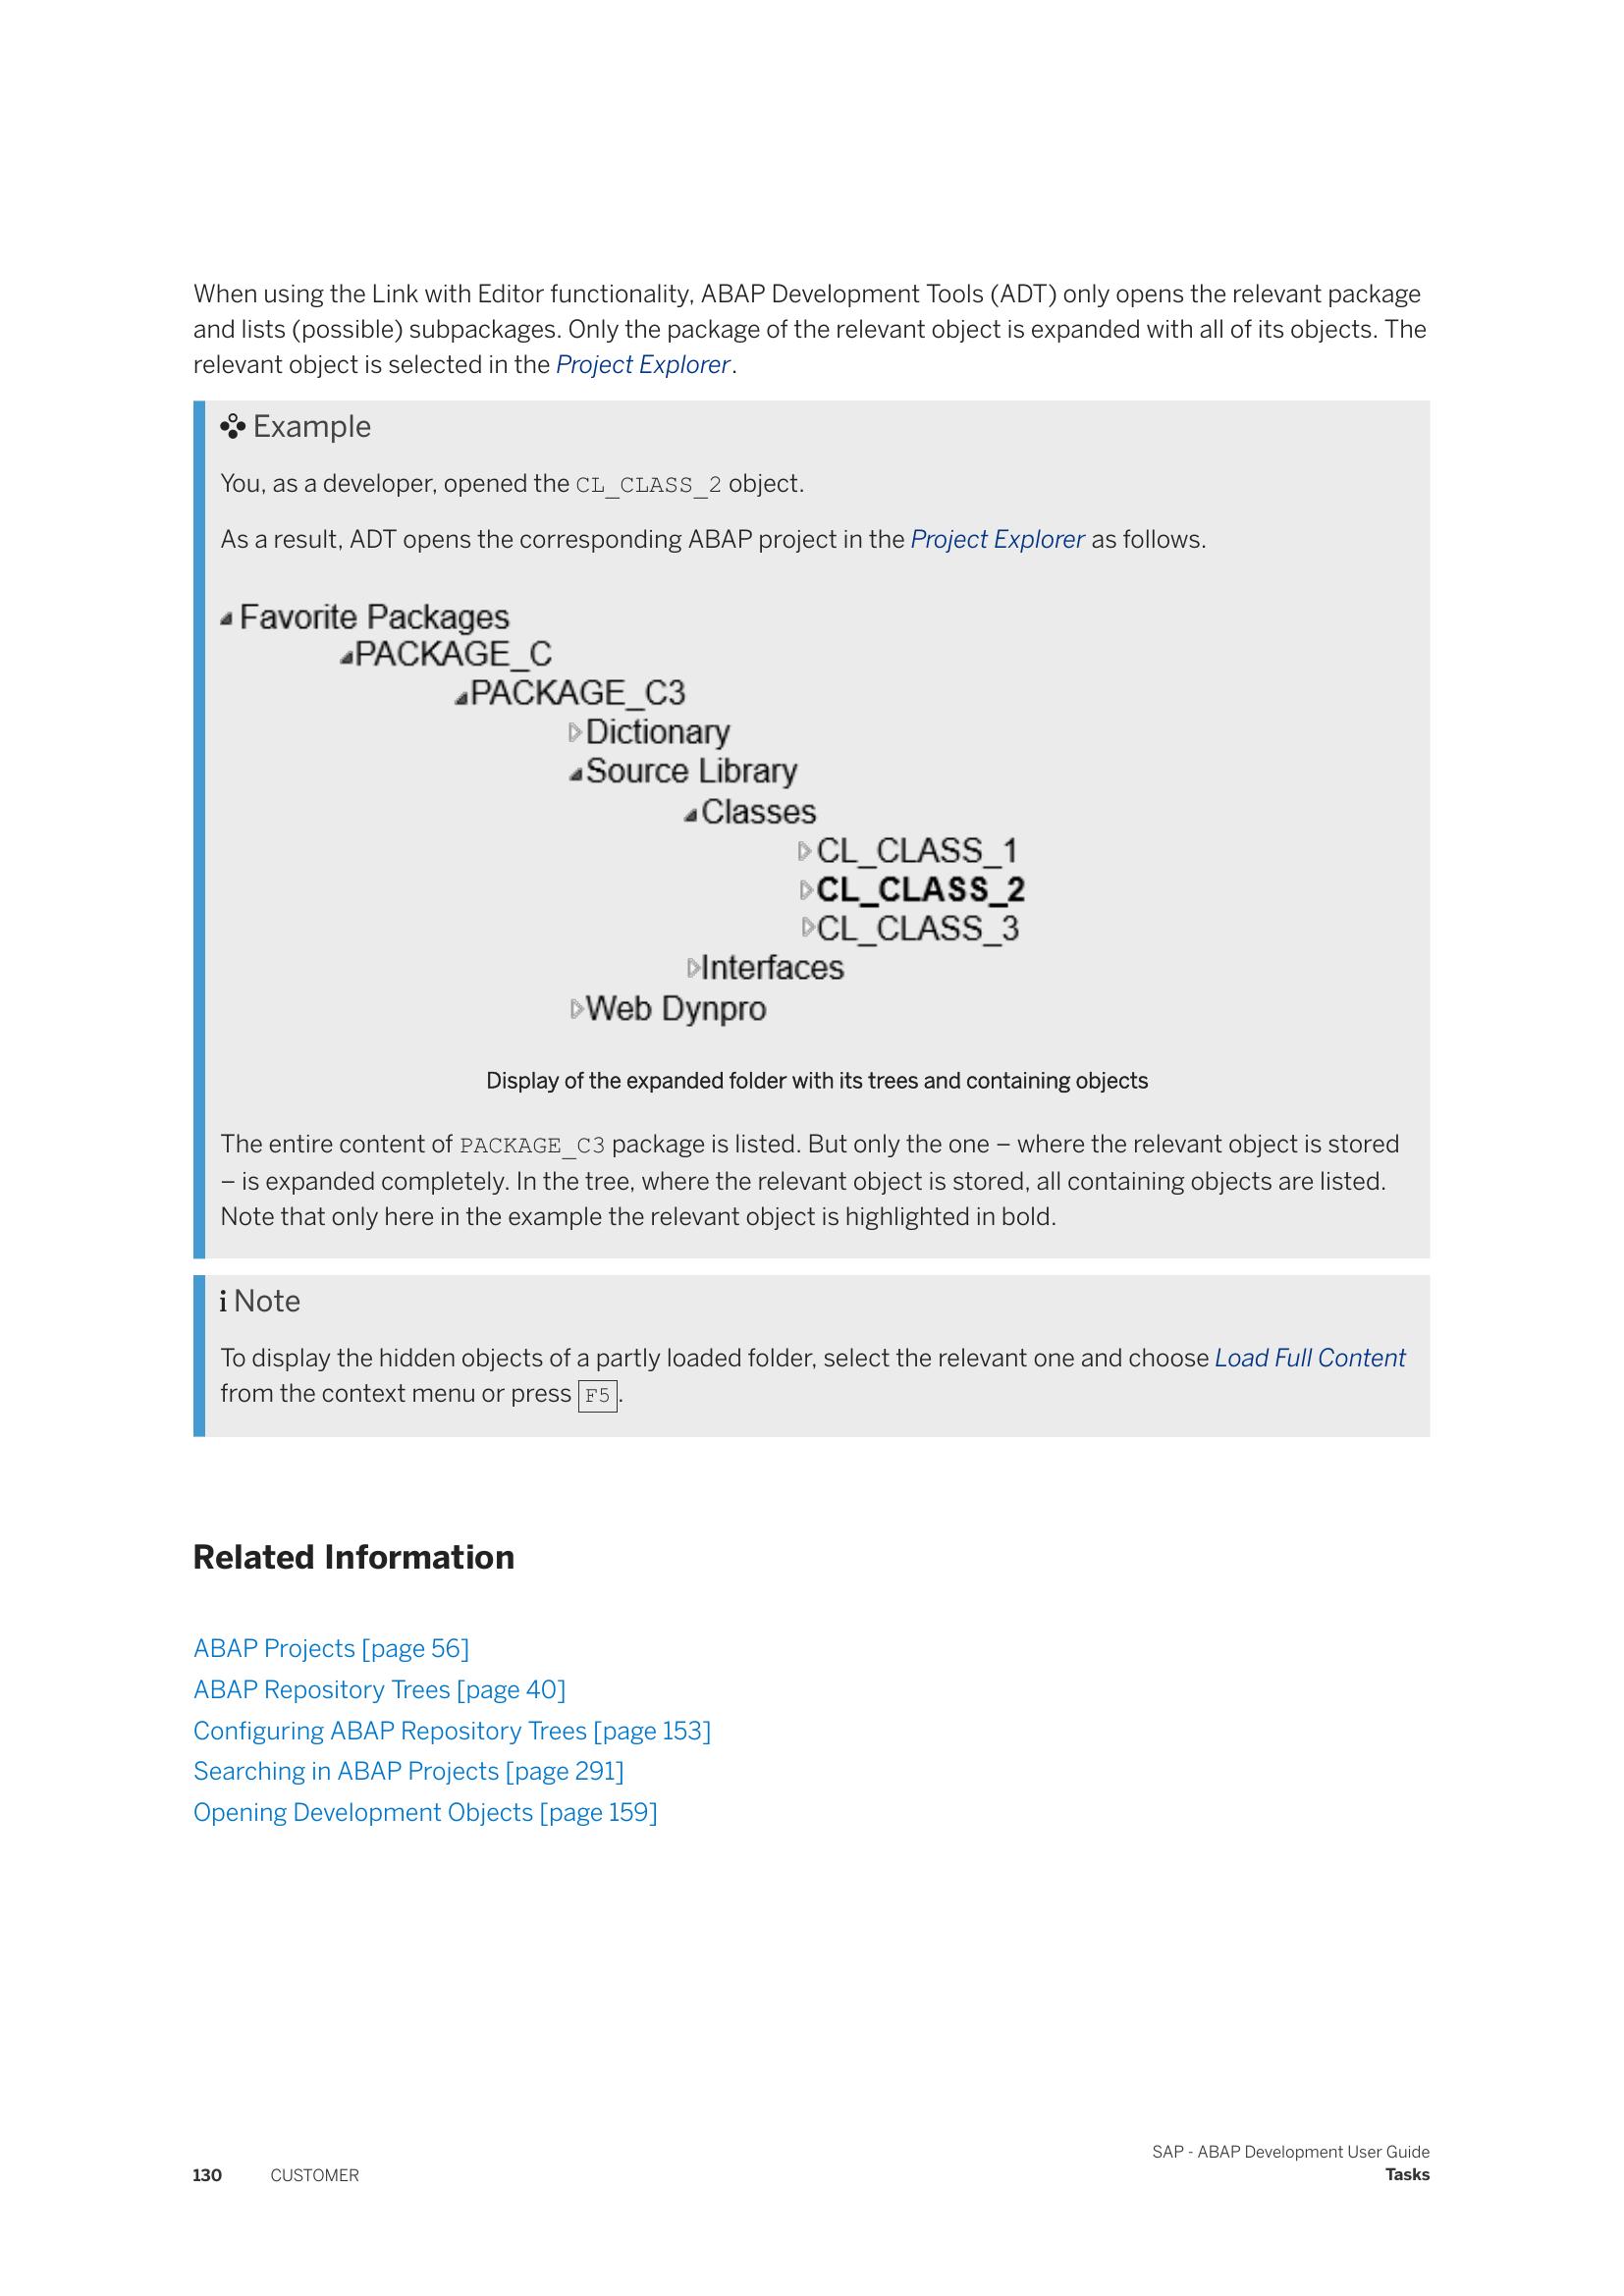 When using the Link with Editor functionality, ABAP Development Tools (ADT) only opens the relevant package
and lists (possible) subpackages. Only the package of the relevant object is expanded with all of its objects. The
relevant object is selected in the Project Explorer.
Example
You, as a developer, opened the CL_CLASS_2 object.
As a result, ADT opens the corresponding ABAP project in the Project Explorer as follows.
Favorite Packages
PACKAGE_C
PACKAGE_C3
Dictionary
Source Library
Classes
CL_CLASS_1
CL_CLASS_2
CL_CLASS_3
Interfaces
Web Dynpro
Display of the expanded folder with its trees and containing objects
The entire content of PACKAGE_C3 package is listed. But only the one – where the relevant object is stored
– is expanded completely. In the tree, where the relevant object is stored, all containing objects are listed.
Note that only here in the example the relevant object is highlighted in bold.
i Note
To display the hidden objects of a partly loaded folder, select the relevant one and choose Load Full Content
from the context menu or press F5.
Related Information
ABAP Projects [page 56]
ABAP Repository Trees [page 40]
Configuring ABAP Repository Trees [page 153]
Searching in ABAP Projects [page 291]
Opening Development Objects [page 159]
SAP - ABAP Development User Guide
130 CUSTOMER Tasks